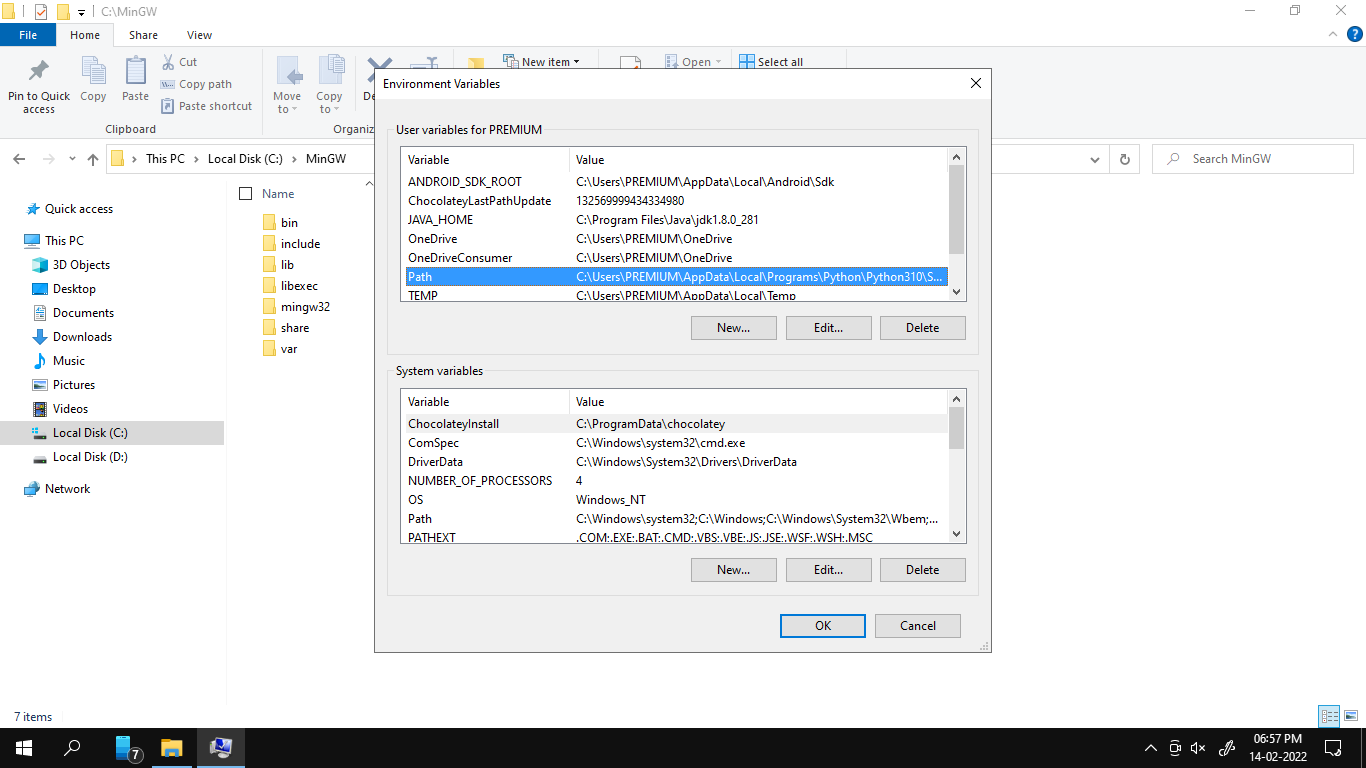 C:\MinGW
File Home Share View
Pin to Quick access
Copy
Paste
Cut
Copy path
Paste shortcut
Clipboard
Move to
Copy to
De
Organiz
New item
Open
Select all
This PC Local Disk (C:) MinGW
Search MinGW
Quick access
This PC
3D Objects
Desktop
Documents
Downloads
Music
Pictures
Videos
Local Disk (C:)
Local Disk (D:)
Network
Name
bin
include
lib
libexec
mingw32
share
var
Environment Variables
User variables for PREMIUM
Variable Value
ANDROID_SDK_ROOT C:\Users\PREMIUM\AppData\Local\Android\Sdk
ChocolateyLastPathUpdate 132569999434334980
JAVA_HOME C:\Program Files\Java\jdk1.8.0_281
OneDrive C:\Users\PREMIUM\OneDrive
OneDriveConsumer C:\Users\PREMIUM\OneDrive
Path C:\Users\PREMIUM\AppData\Local\Programs\Python\Python310\S...
TEMP C:\Users\PREMIUM\AppData\Local\Temp
New... Edit... Delete
System variables
Variable Value
ChocolateyInstall C:\ProgramData\chocolatey
ComSpec C:\Windows\system32\cmd.exe
DriverData C:\Windows\System32\Drivers\DriverData
NUMBER_OF_PROCESSORS 4
OS Windows_NT
Path C:\Windows\system32;C:\Windows;C:\Windows\System32\Wbem;...
PATHEXT .COM;.EXE;.BAT;.CMD;.VBS;.VBE;.JS;.JSE;.WSF;.WSH;.MSC
New... Edit... Delete
OK Cancel
7 items
7
06:57 PM
14-02-2022